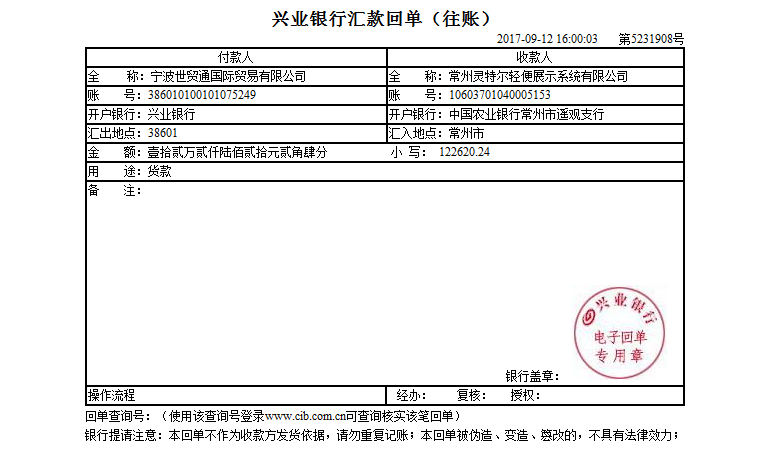 兴业银行汇款回单（往账）
2017-09-12 16:00:03 第5231908号
付款人 收款人
全 称：宁波世贸通国际贸易有限公司 全 称：常州灵特尔轻便展示系统有限公司
账 号：386010100101075249 账 号：10603701040005153
开户银行：兴业银行 开户银行：中国农业银行常州市遥观支行
汇出地点：38601 汇入地点：常州市
金 额：壹拾贰万贰仟陆佰贰拾元贰角肆分 小 写： 122620.24
用 途：货款
备 注：
兴业银行
电子回单
专用章
银行盖章：
操作流程 经办： 复核： 授权：
回单查询号：（使用该查询号登录www.cib.com.cn可查询核实该笔回单）
银行提请注意：本回单不作为收款方发货依据，请勿重复记账；本回单被伪造、变造、篡改的，不具有法律效力；